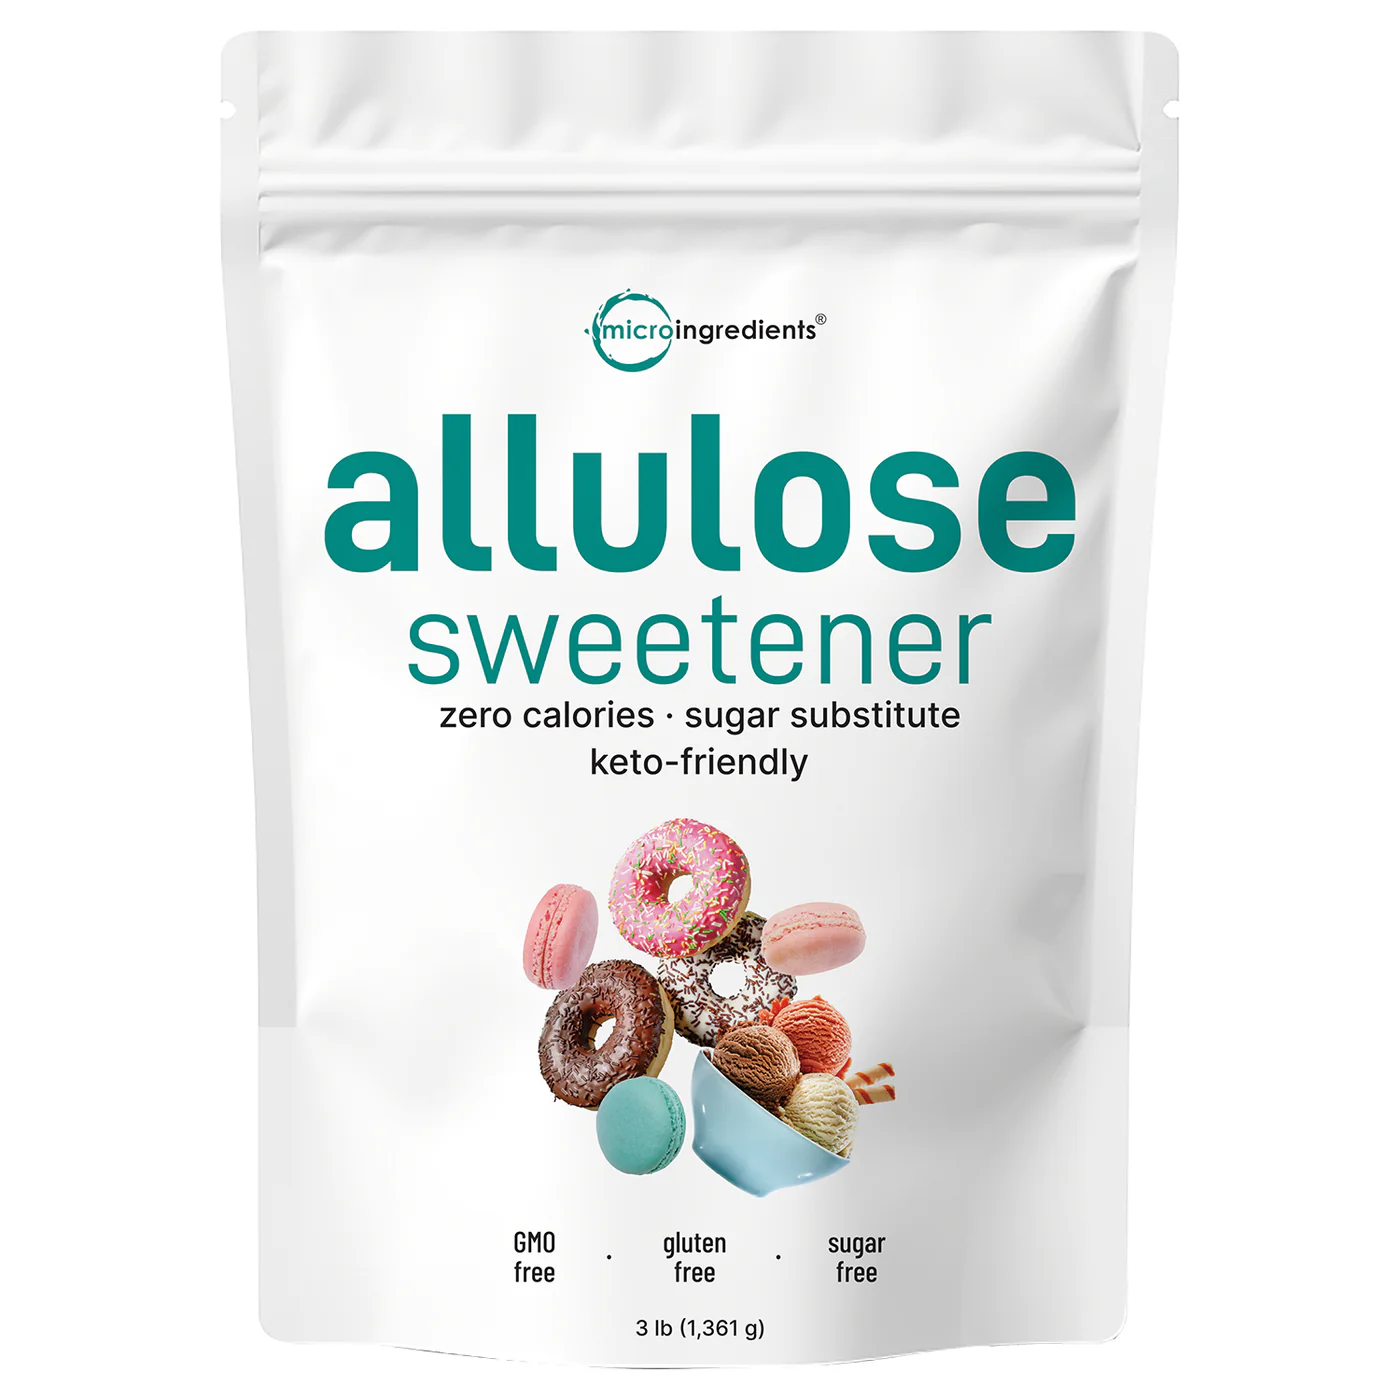 microingredients®
allulose
sweetener
zero calories · sugar substitute
keto-friendly
GMO free · gluten free · sugar free
3 lb (1,361 g)